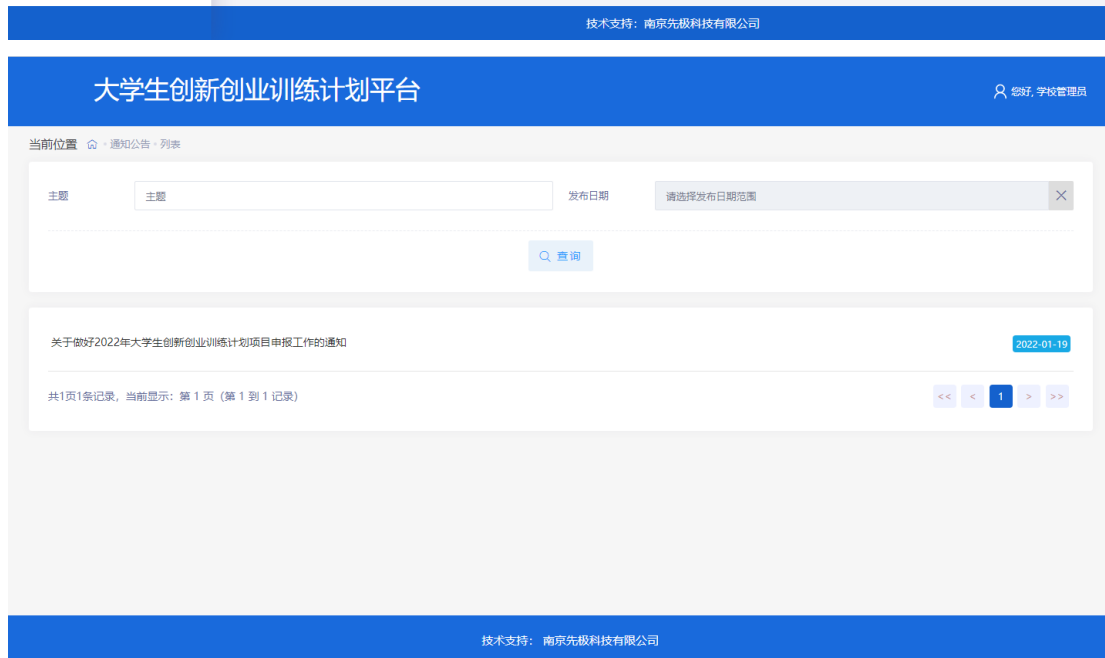 技术支持：南京先极科技有限公司
大学生创新创业训练计划平台
您好, 学校管理员
当前位置 通知公告 列表
主题 主题 发布日期 请选择发布日期范围
查询
关于做好2022年大学生创新创业训练计划项目申报工作的通知 2022-01-19
共1页1条记录，当前显示：第 1 页（第 1 到 1 记录） << < 1 > >>
技术支持： 南京先极科技有限公司